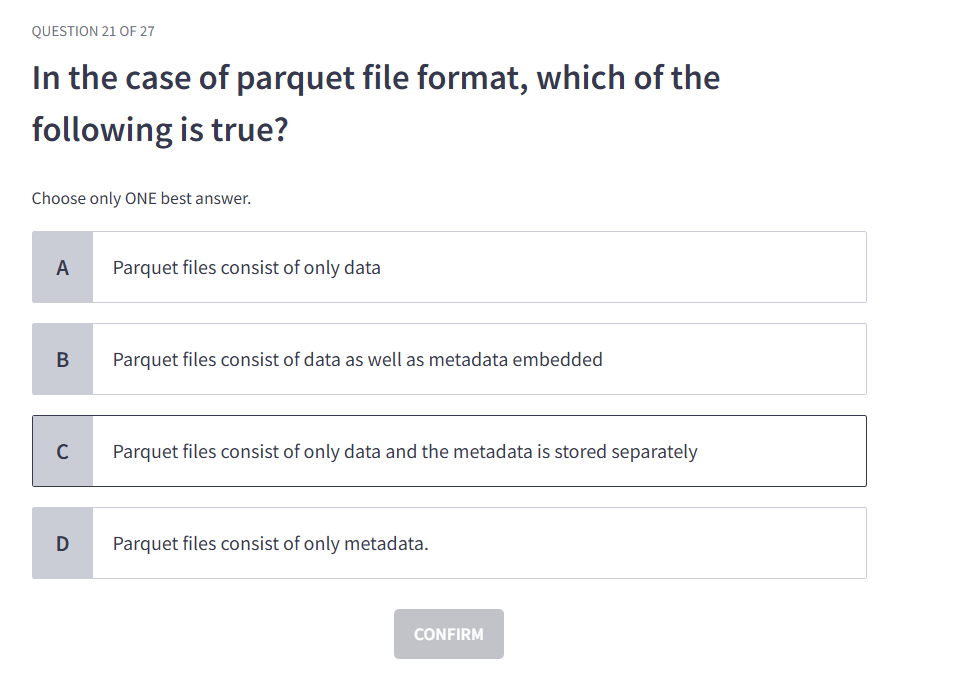 QUESTION 21 OF 27
In the case of parquet file format, which of the
following is true?
Choose only ONE best answer.
A Parquet files consist of only data
B Parquet files consist of data as well as metadata embedded
C Parquet files consist of only data and the metadata is stored separately
D Parquet files consist of only metadata.
CONFIRM